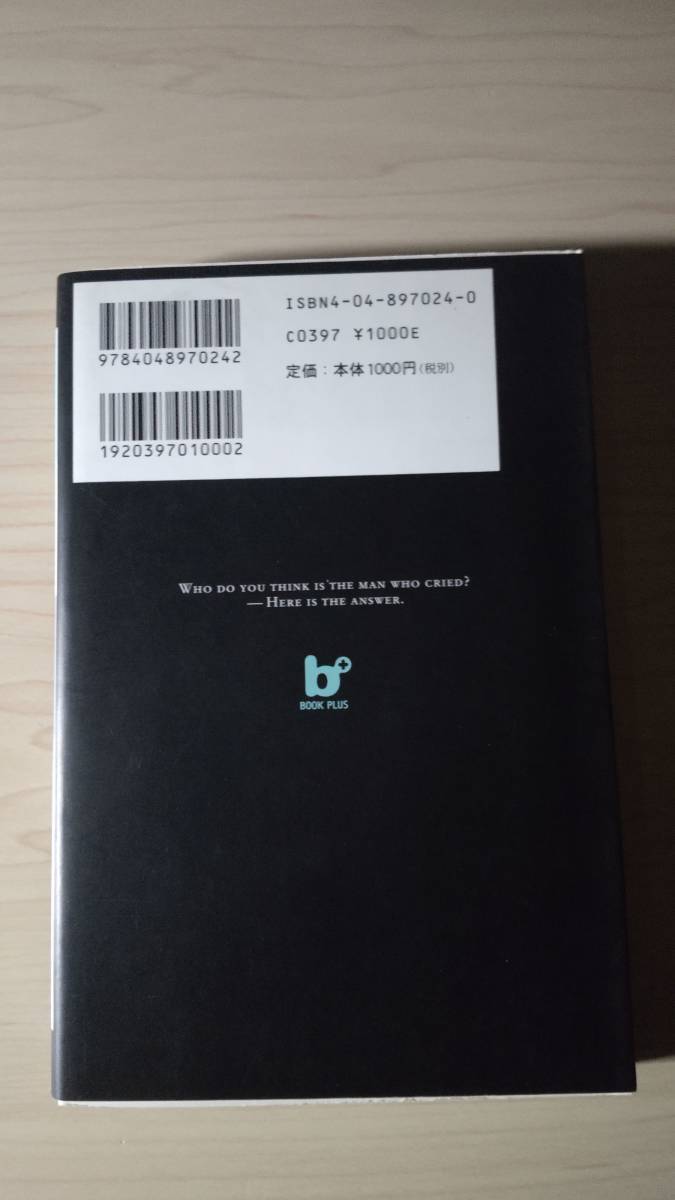 ISBN4-04-897024-0
9784048970242
C0397 ¥1000E
定価：本体1000円（税別）
1920397010002
WHO DO YOU THINK IS THE MAN WHO CRIED?
— HERE IS THE ANSWER.
b+
BOOK PLUS